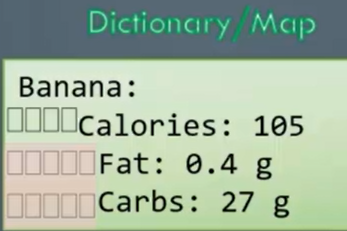 Dictionary/Map
Banana:
Calories: 105
Fat: 0.4 g
Carbs: 27 g